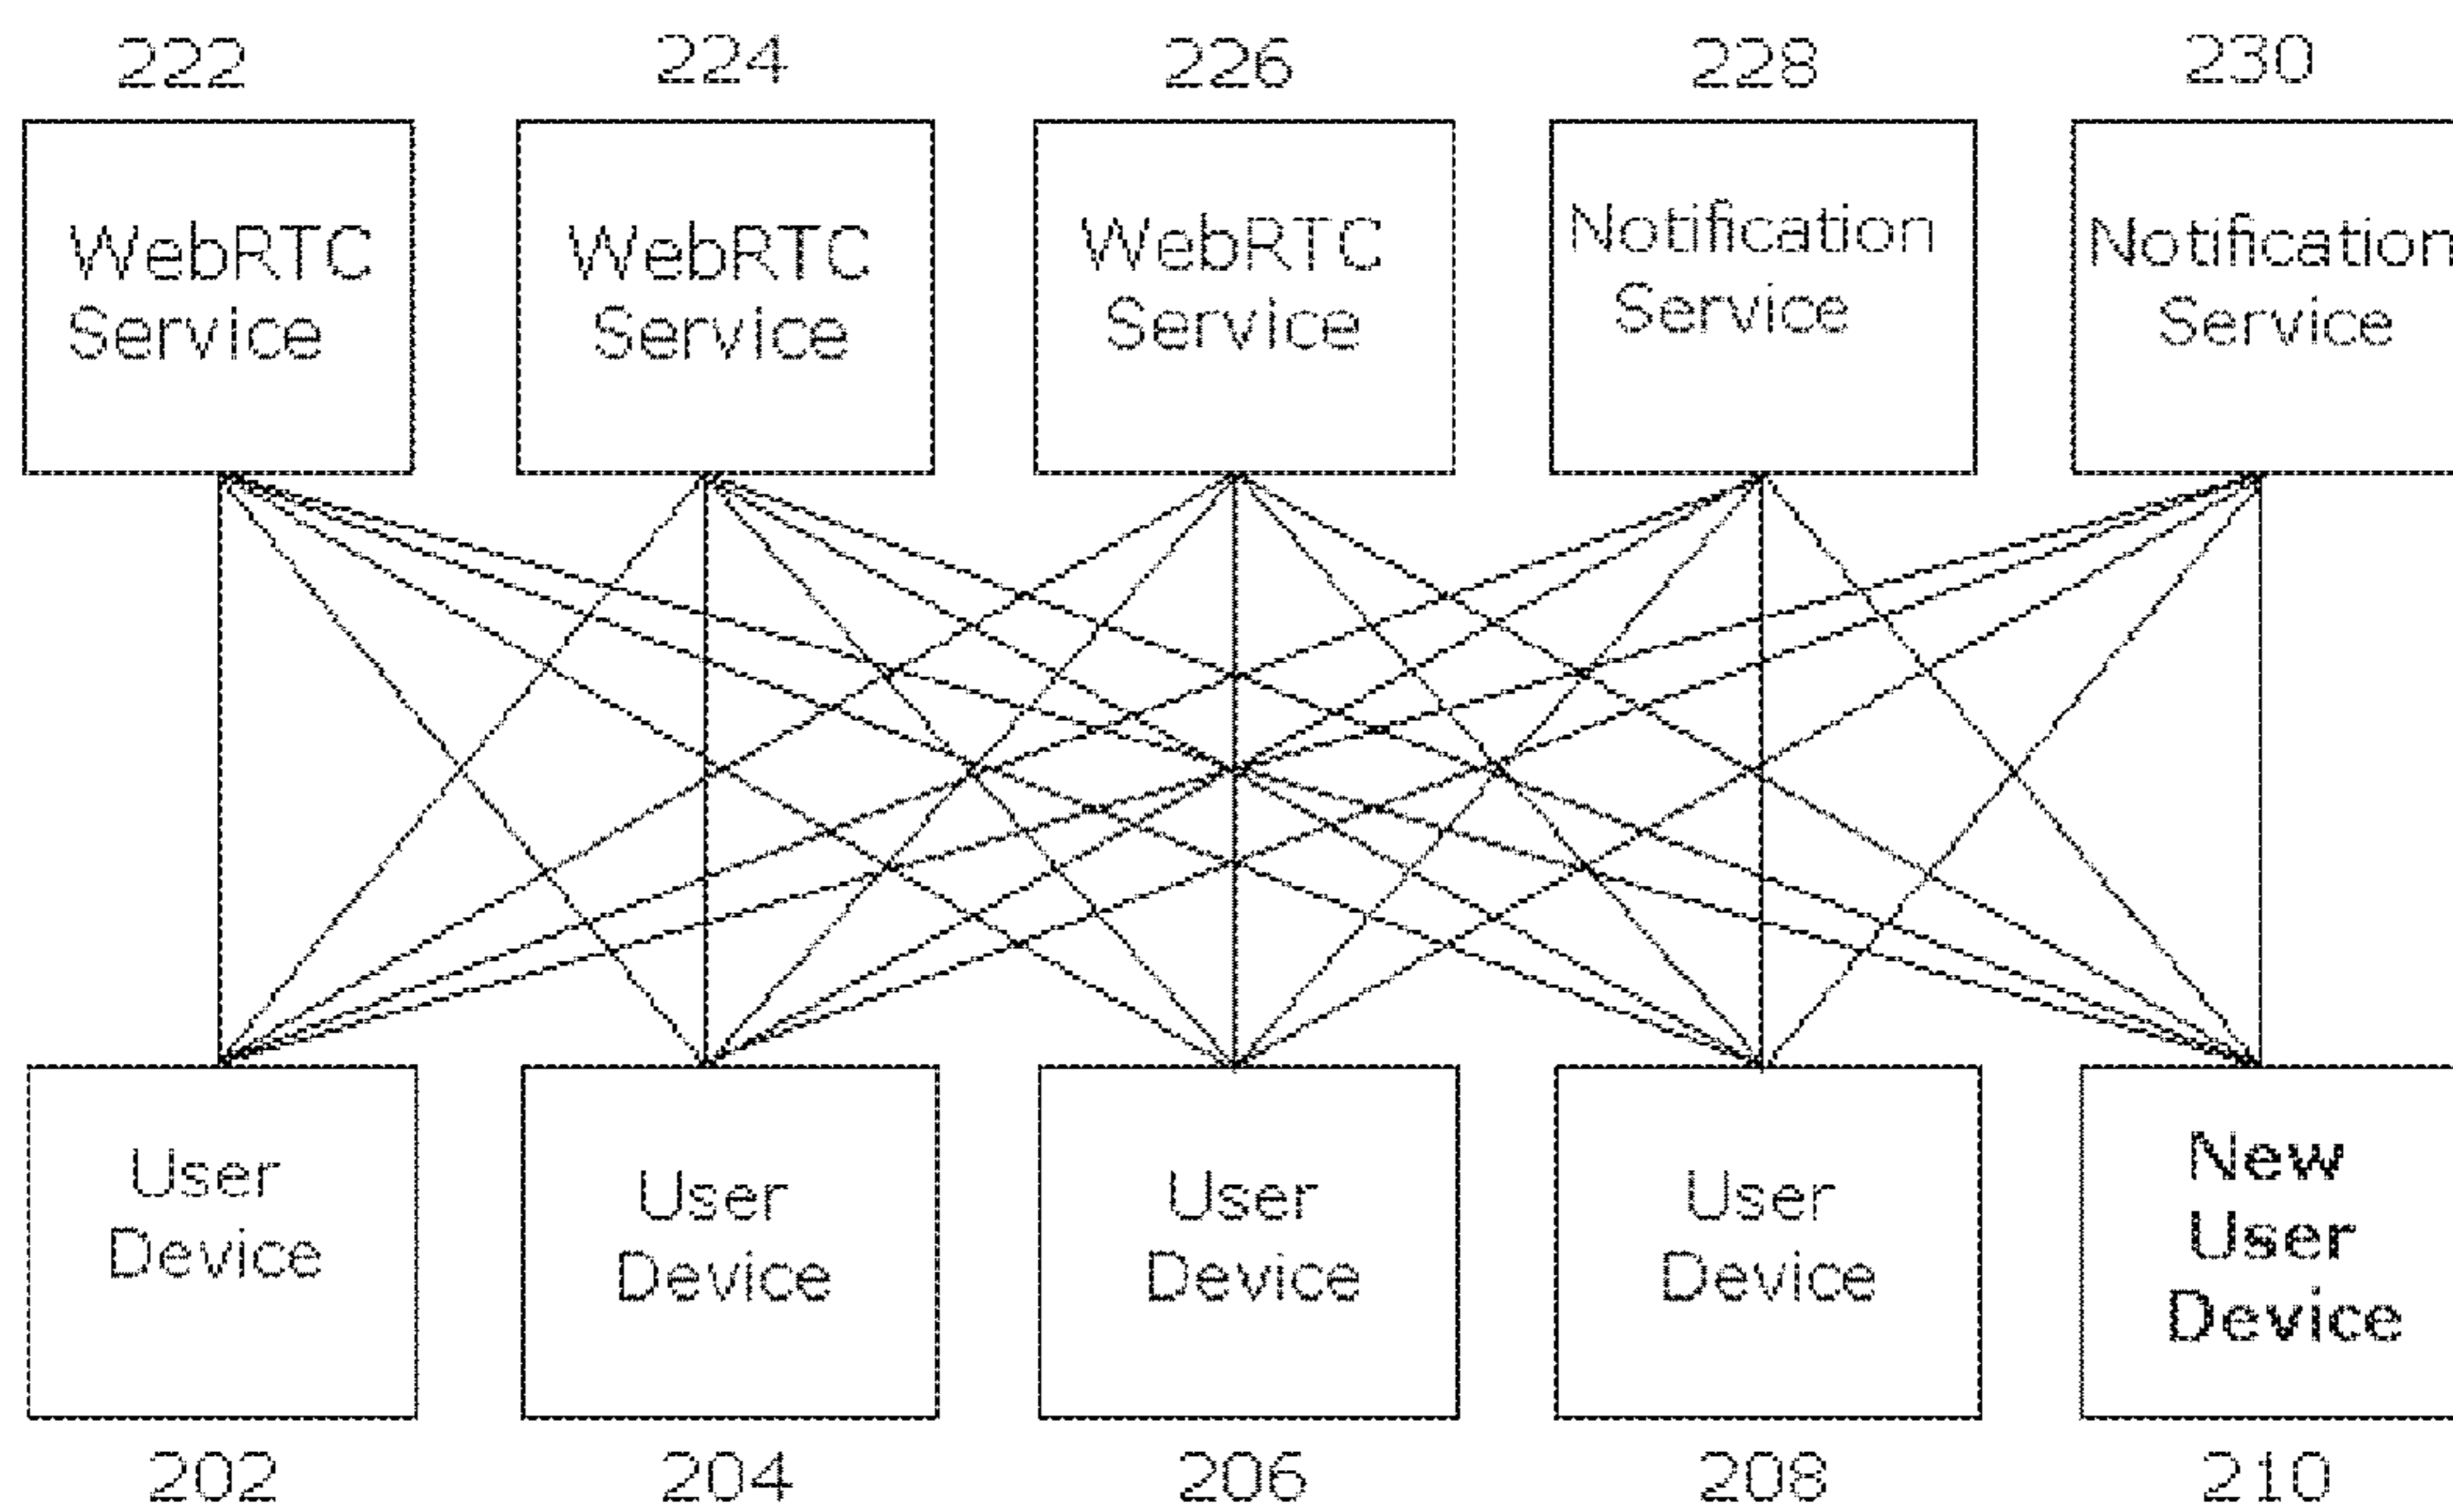 222 224 226 228 230
WebRTC
Service
WebRTC
Service
WebRTC
Service
Notification
Service
Notification
Service
User
Device
User
Device
User
Device
User
Device
New
User
Device
202 204 206 208 210